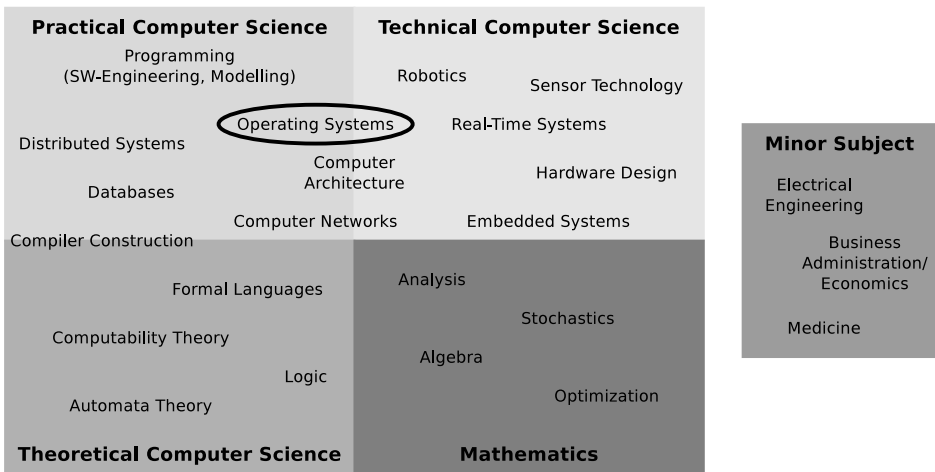 Practical Computer Science
Technical Computer Science
Programming
(SW-Engineering, Modelling)
Robotics
Sensor Technology
Operating Systems
Real-Time Systems
Distributed Systems
Computer
Architecture
Hardware Design
Databases
Computer Networks
Embedded Systems
Compiler Construction
Formal Languages
Computability Theory
Logic
Automata Theory
Theoretical Computer Science
Analysis
Stochastics
Algebra
Optimization
Mathematics
Minor Subject
Electrical
Engineering
Business
Administration/
Economics
Medicine